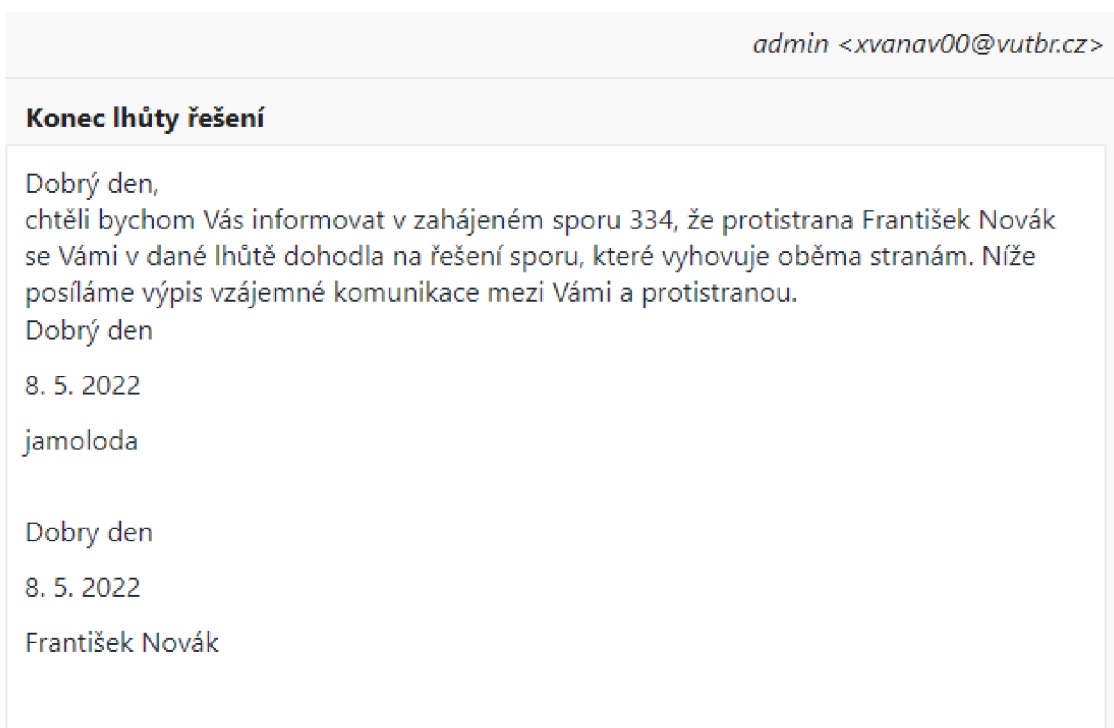 admin <xvanav00@vutbr.cz>
Konec lhůty řešení
Dobrý den,
chtěli bychom Vás informovat v zahájeném sporu 334, že protistrana František Novák
se Vámi v dané lhůtě dohodla na řešení sporu, které vyhovuje oběma stranám. Níže
posíláme výpis vzájemné komunikace mezi Vámi a protistranou.
Dobrý den
8. 5. 2022
jamoloda
Dobry den
8. 5. 2022
František Novák